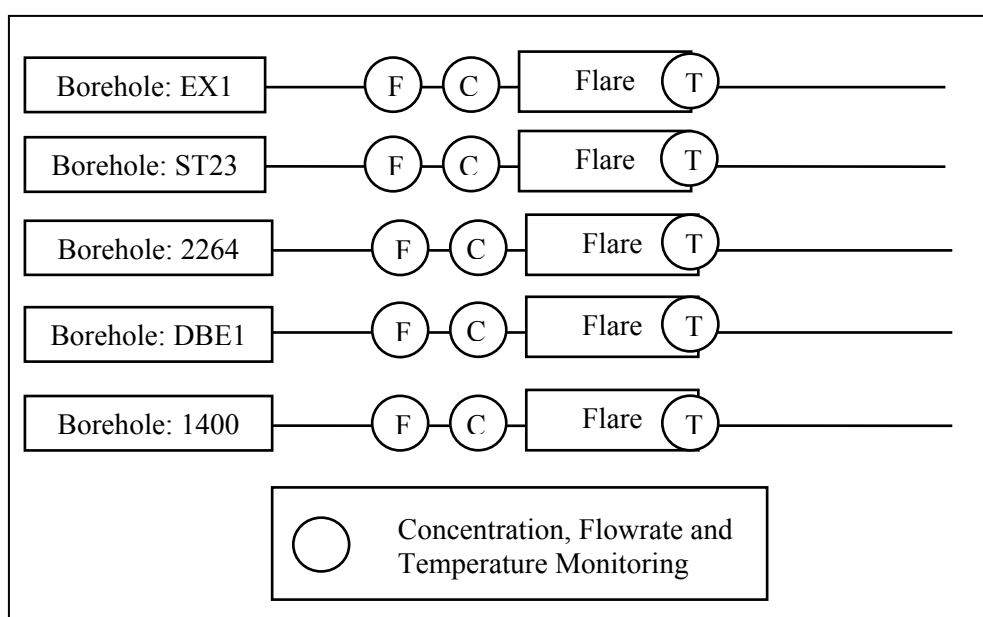 Borehole: EX1 F C Flare T
Borehole: ST23 F C Flare T
Borehole: 2264 F C Flare T
Borehole: DBE1 F C Flare T
Borehole: 1400 F C Flare T
Concentration, Flowrate and
Temperature Monitoring